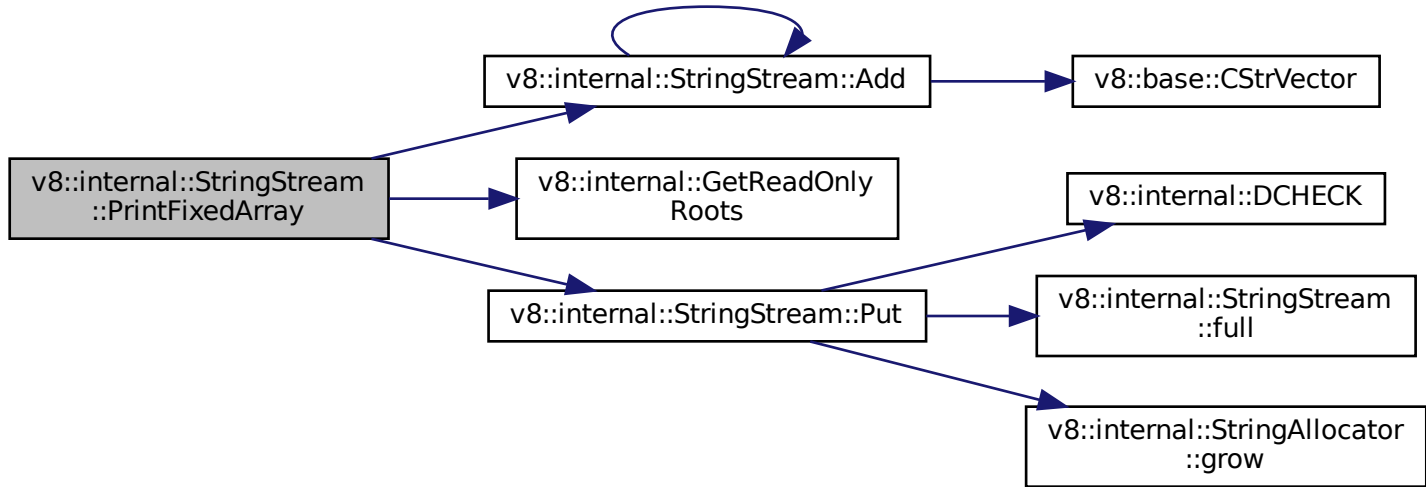 v8::internal::StringStream::Add
v8::base::CStrVector
v8::internal::StringStream
::PrintFixedArray
v8::internal::GetReadOnly
Roots
v8::internal::DCHECK
v8::internal::StringStream::Put
v8::internal::StringStream
::full
v8::internal::StringAllocator
::grow